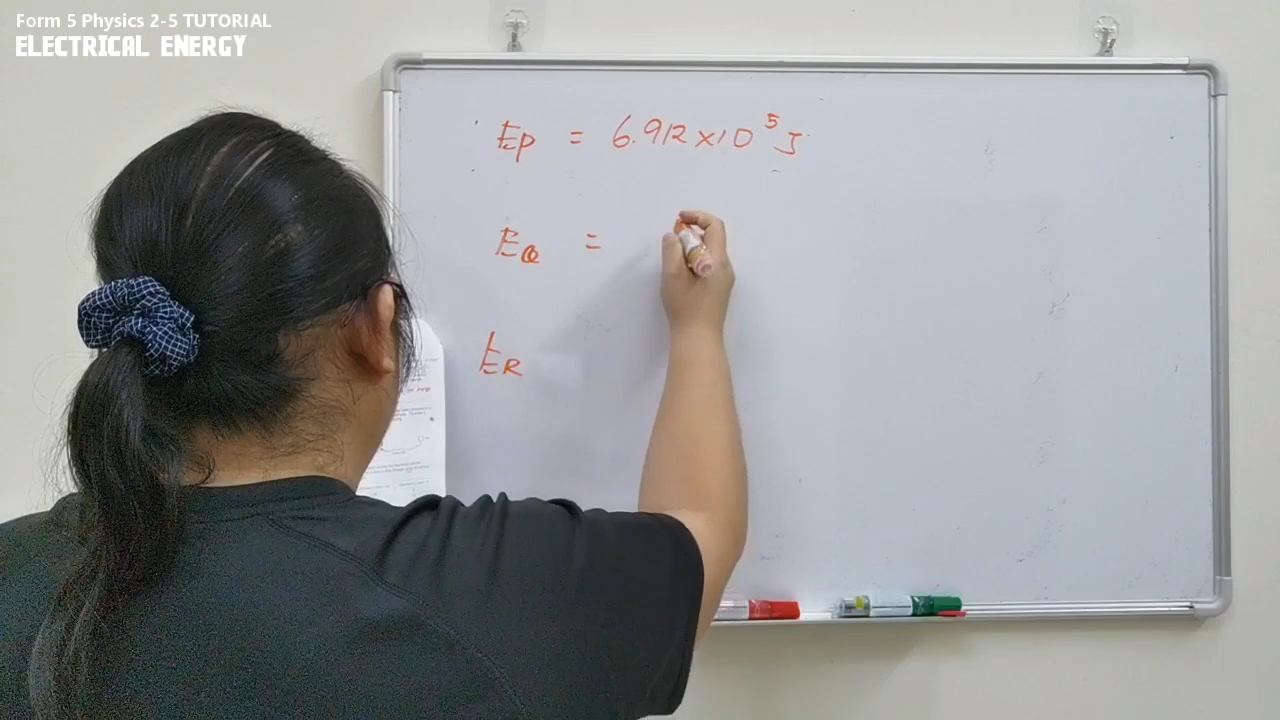 Form 5 Physics 2-5 TUTORIAL
ELECTRICAL ENERGY
Ep = 6.912 x 10⁵ J
EQ =
ER